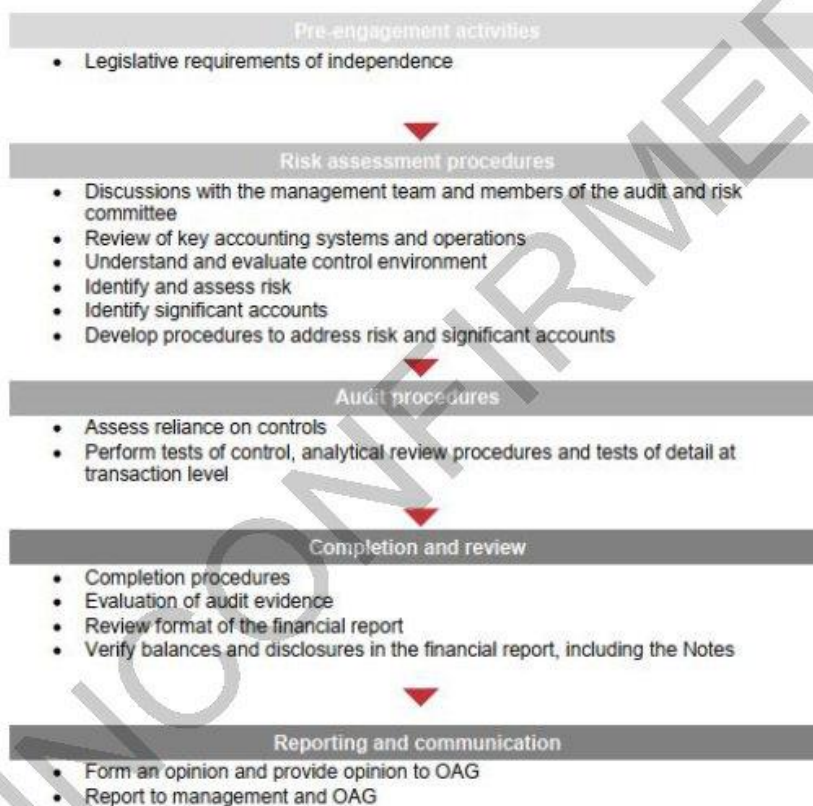 Pre-engagement activities
• Legislative requirements of independence
Risk assessment procedures
• Discussions with the management team and members of the audit and risk
committee
• Review of key accounting systems and operations
• Understand and evaluate control environment
• Identify and assess risk
• Identify significant accounts
• Develop procedures to address risk and significant accounts
Audit procedures
• Assess reliance on controls
• Perform tests of control, analytical review procedures and tests of detail at
transaction level
Completion and review
• Completion procedures
• Evaluation of audit evidence
• Review format of the financial report
• Verify balances and disclosures in the financial report, including the Notes
Reporting and communication
• Form an opinion and provide opinion to OAG
• Report to management and OAG
UNCONFIRMED